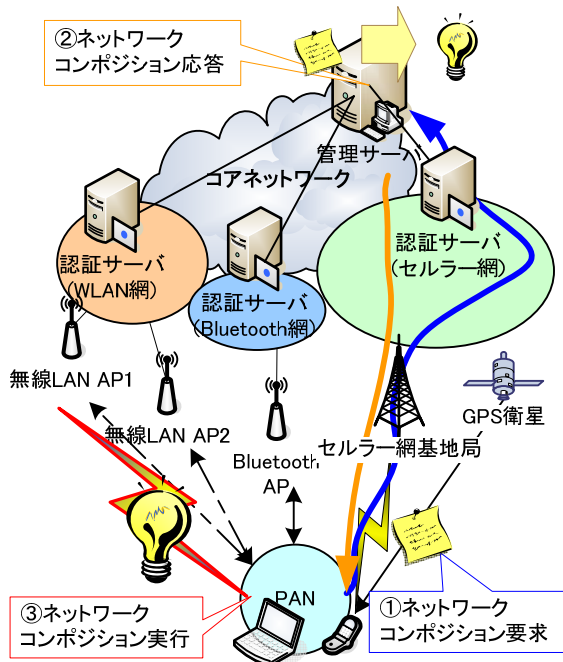 ②ネットワーク
コンポジション応答
管理サーバ
コアネットワーク
認証サーバ
(WLAN網)
認証サーバ
(Bluetooth網)
認証サーバ
(セルラー網)
無線LAN AP1
無線LAN AP2
Bluetooth
AP
セルラー網基地局
GPS衛星
PAN
③ネットワーク
コンポジション実行
①ネットワーク
コンポジション要求